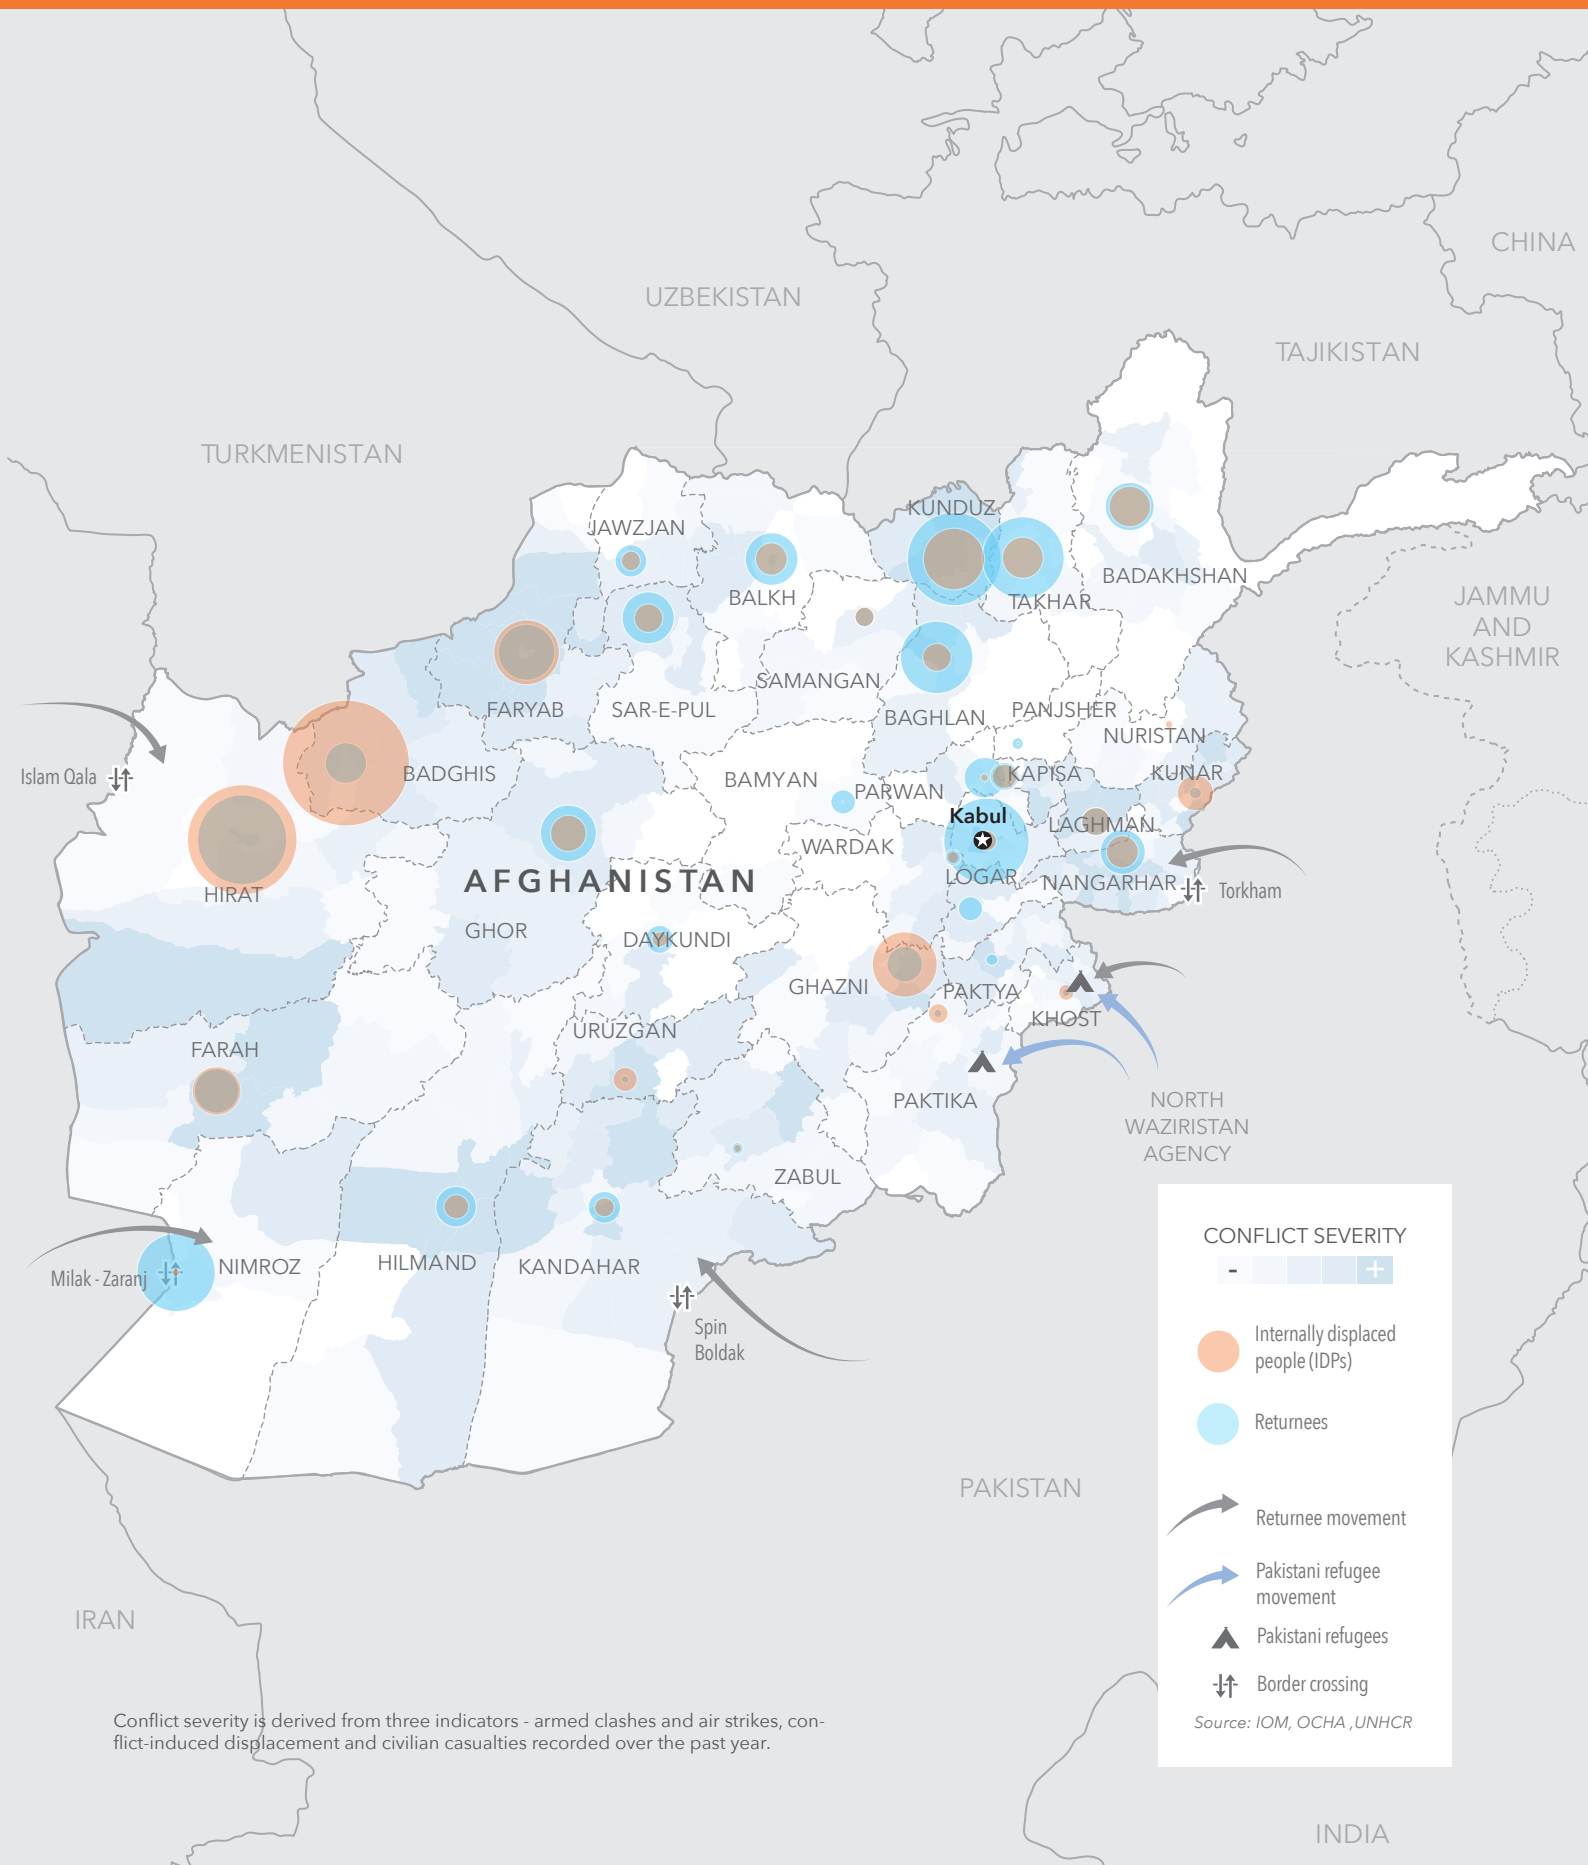 CHINA
UZBEKISTAN
TAJIKISTAN
TURKMENISTAN
KUNDUZ
JAWZJAN
BADAKHSHAN
BALKH
TAKHAR
JAMMU
AND
KASHMIR
SAMANGAN
FARYAB
SAR-E-PUL
BAGHLAN
PANJSHER
NURISTAN
Islam Qala
BADGHIS
BAMYAN
PARWAN
KAPISA
KUNAR
Kabul
LAGHMAN
WARDAK
HIRAT
AFGHANISTAN
LOGAR
NANGARHAR
Torkham
GHOR
DAYKUNDI
GHAZNI
PAKTYA
KHOST
URUZGAN
FARAH
PAKTIKA
NORTH
WAZIRISTAN
AGENCY
ZABUL
Milak - Zaranj
NIMROZ
HILMAND
KANDAHAR
Spin
Boldak
CONFLICT SEVERITY
- +
Internally displaced
people (IDPs)
Returnees
PAKISTAN
Returnee movement
Pakistani refugee
movement
Pakistani refugees
Border crossing
Source: IOM, OCHA ,UNHCR
IRAN
Conflict severity is derived from three indicators - armed clashes and air strikes, con-
flict-induced displacement and civilian casualties recorded over the past year.
INDIA